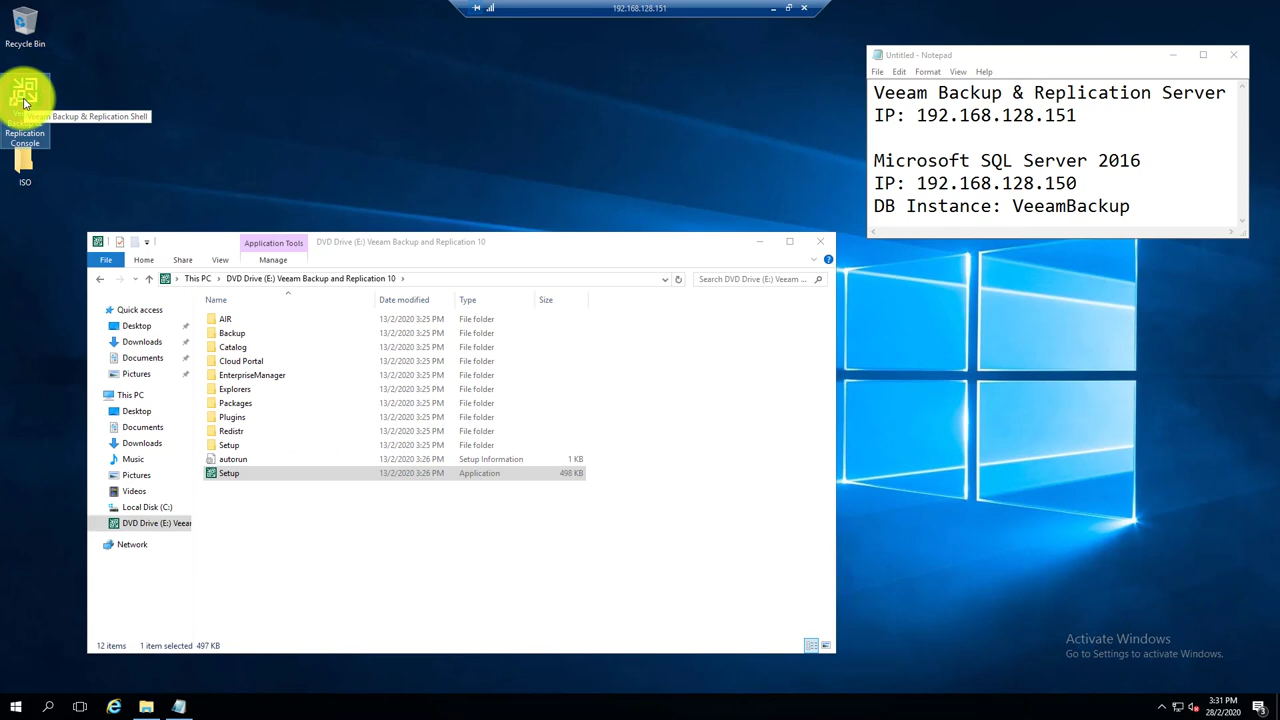 192.168.128.151
Recycle Bin
Veeam Backup & Replication Shell
Replication
Console
ISO
Untitled - Notepad
File Edit Format View Help
Veeam Backup & Replication Server
IP: 192.168.128.151
Microsoft SQL Server 2016
IP: 192.168.128.150
DB Instance: VeeamBackup
Application Tools
DVD Drive (E:) Veeam Backup and Replication 10
File Home Share View Manage
This PC > DVD Drive (E:) Veeam Backup and Replication 10 >
Search DVD Drive (E:) Veeam ...
Name Date modified Type Size
AIR 13/2/2020 3:25 PM File folder
Backup 13/2/2020 3:25 PM File folder
Catalog 13/2/2020 3:25 PM File folder
Cloud Portal 13/2/2020 3:25 PM File folder
EnterpriseManager 13/2/2020 3:25 PM File folder
Explorers 13/2/2020 3:25 PM File folder
Packages 13/2/2020 3:25 PM File folder
Plugins 13/2/2020 3:25 PM File folder
Redistr 13/2/2020 3:25 PM File folder
Setup 13/2/2020 3:25 PM File folder
autorun 13/2/2020 3:26 PM Setup Information 1 KB
Setup 13/2/2020 3:26 PM Application 498 KB
Quick access
Desktop
Downloads
Documents
Pictures
This PC
Desktop
Documents
Downloads
Music
Pictures
Videos
Local Disk (C:)
DVD Drive (E:) Veear
Network
12 items 1 item selected 497 KB
Activate Windows
Go to Settings to activate Windows.
3:31 PM
28/2/2020
3